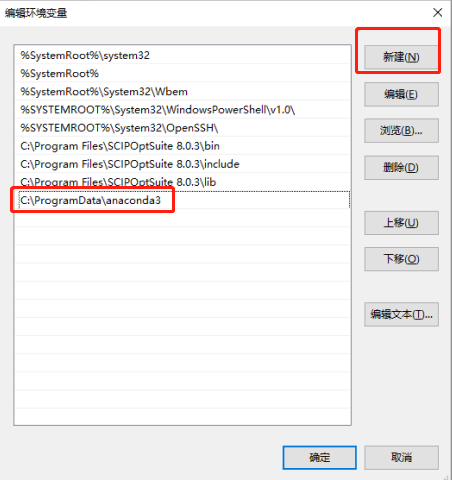 编辑环境变量
%SystemRoot%\system32
%SystemRoot%
%SystemRoot%\System32\Wbem
%SYSTEMROOT%\System32\WindowsPowerShell\v1.0\
%SYSTEMROOT%\System32\OpenSSH\
C:\Program Files\SCIPOptSuite 8.0.3\bin
C:\Program Files\SCIPOptSuite 8.0.3\include
C:\Program Files\SCIPOptSuite 8.0.3\lib
C:\ProgramData\anaconda3
新建(N)
编辑(E)
浏览(B)...
删除(D)
上移(U)
下移(O)
编辑文本(T)...
确定
取消